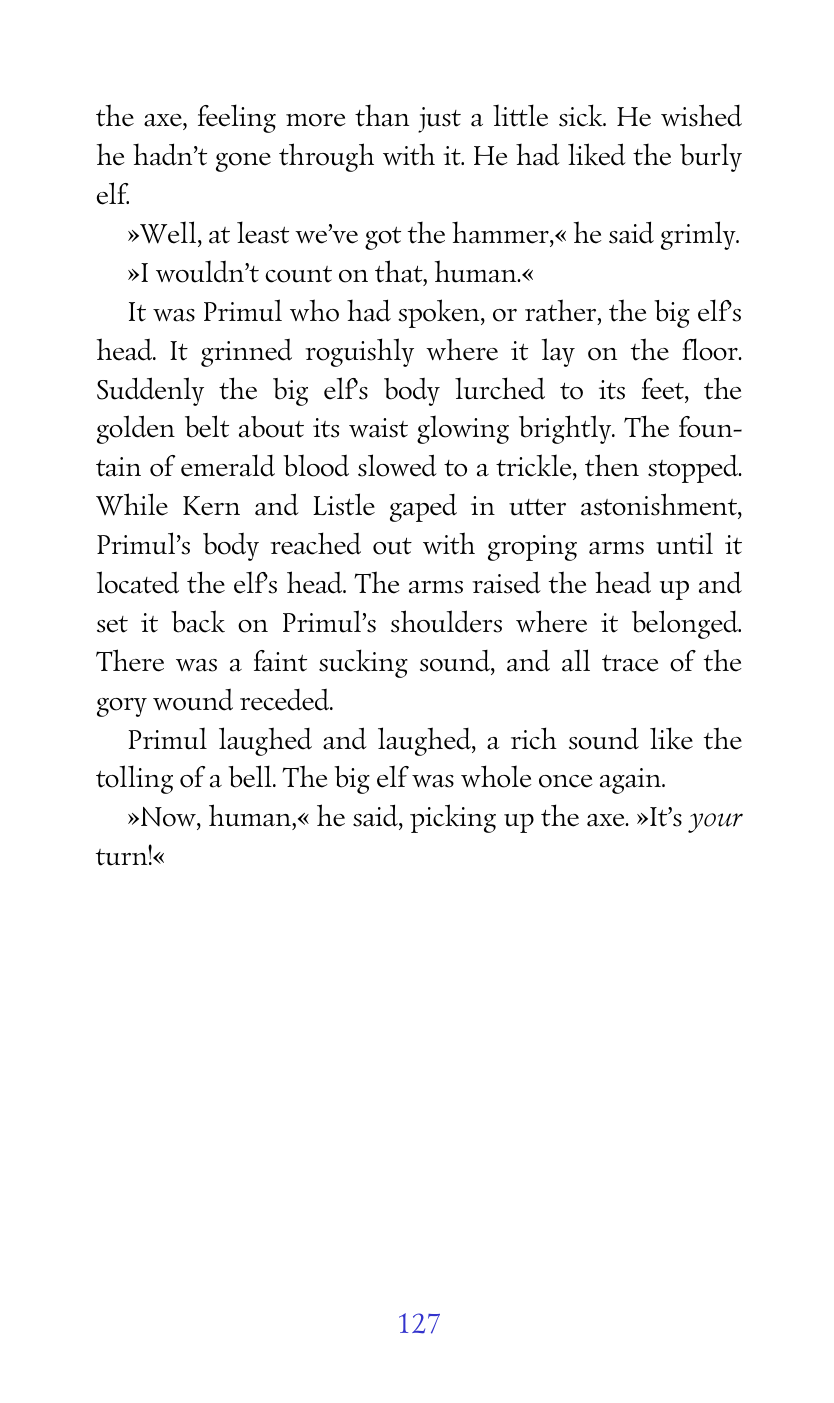 the axe, feeling more than just a little sick. He wished
he hadn’t gone through with it. He had liked the burly
elf.
»Well, at least we’ve got the hammer,« he said grimly.
»I wouldn’t count on that, human.«
It was Primul who had spoken, or rather, the big elf’s
head. It grinned roguishly where it lay on the floor.
Suddenly the big elf’s body lurched to its feet, the
golden belt about its waist glowing brightly. The foun-
tain of emerald blood slowed to a trickle, then stopped.
While Kern and Listle gaped in utter astonishment,
Primul’s body reached out with groping arms until it
located the elf’s head. The arms raised the head up and
set it back on Primul’s shoulders where it belonged.
There was a faint sucking sound, and all trace of the
gory wound receded.
Primul laughed and laughed, a rich sound like the
tolling of a bell. The big elf was whole once again.
»Now, human,« he said, picking up the axe. »It’s your
turn!«
127